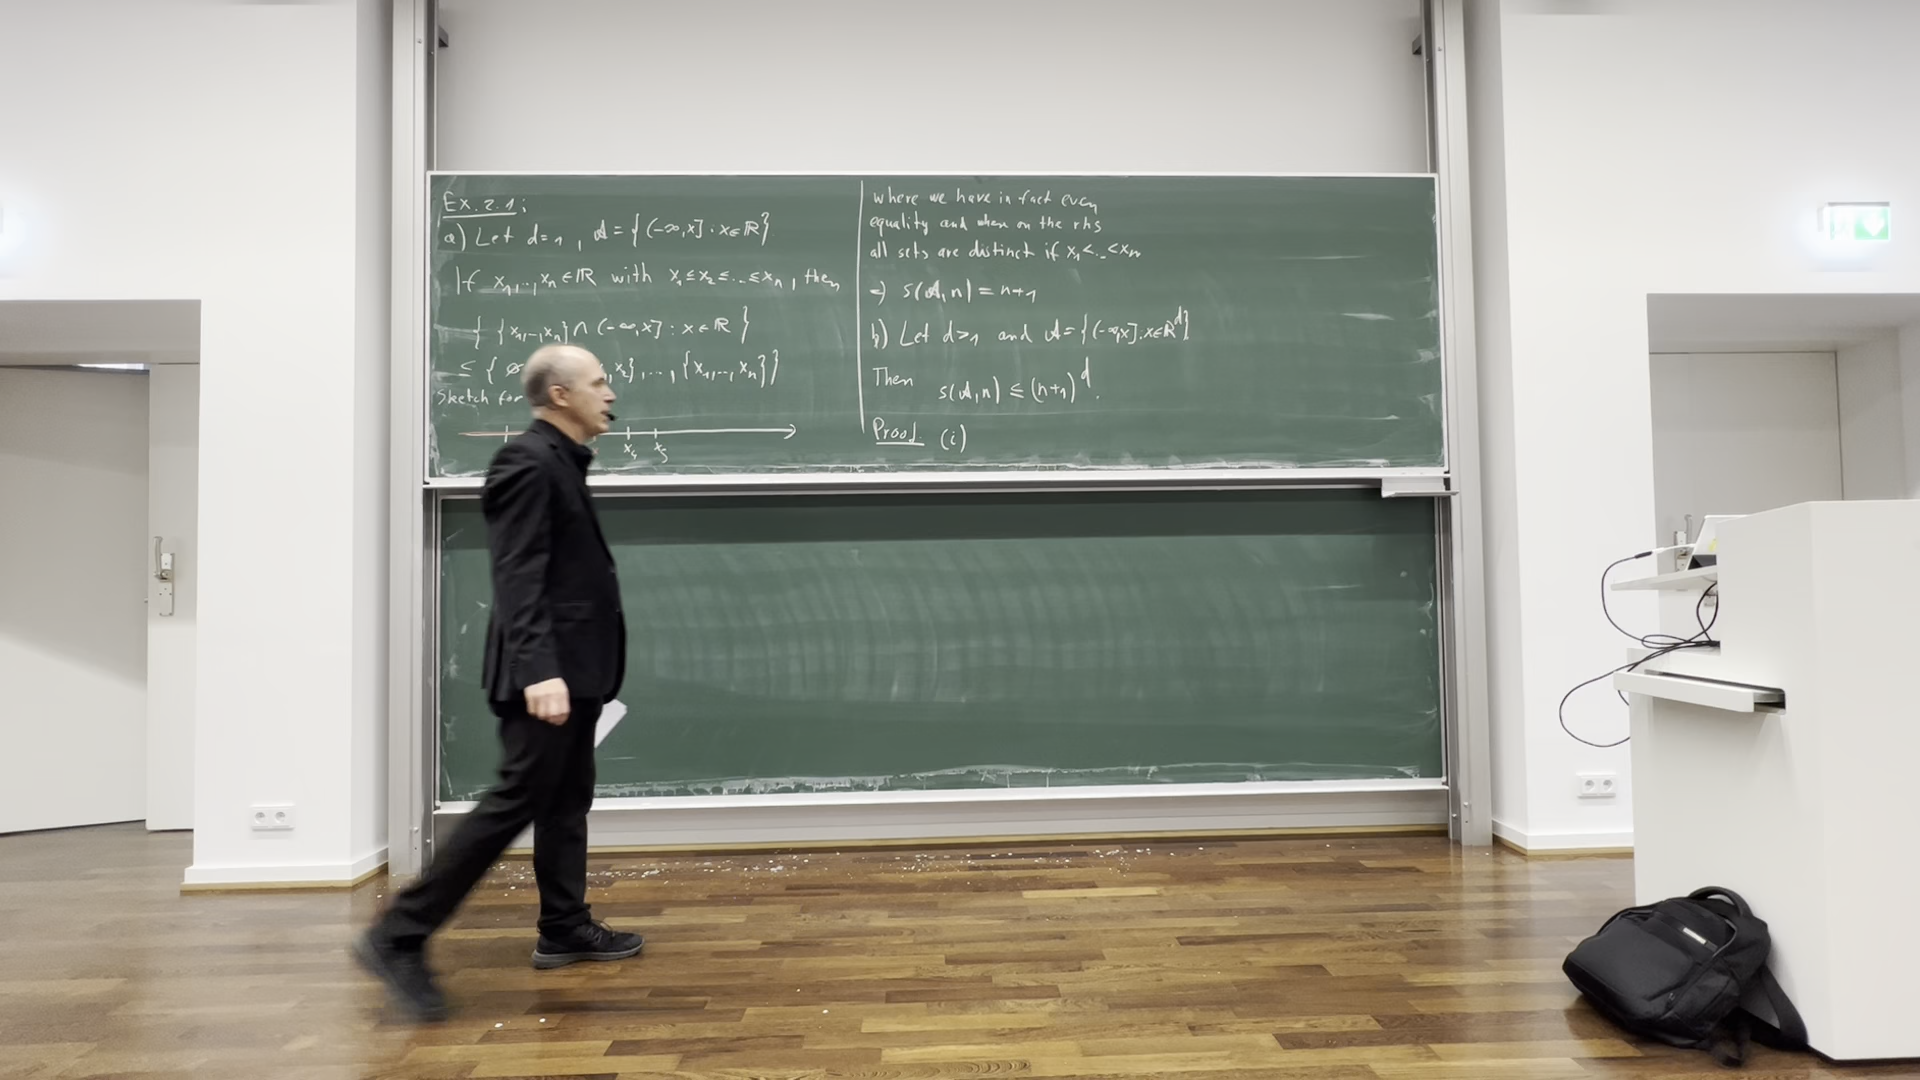 Ex. 2.1:
a) Let d=1, A = { (-∞,x] : x∈ℝ }
If x₁,..,xₙ ∈ ℝ with x₁≤x₂≤...≤xₙ, then
{ {x₁,...,xₙ} ∩ (-∞,x] : x∈ℝ }
⊆ { ∅ x₂},...,{x₁,...,xₙ} }
Sketch for
x₄ x₅
where we have in fact even
equality and when on the rhs
all sets are distinct if x₁<...<xₙ
⇒ s(A,n) = n+1
b) Let d>1 and A = { (-∞,x] : x∈ℝᵈ }
Then
s(A,n) ≤ (n+1)ᵈ.
Proof. (i)